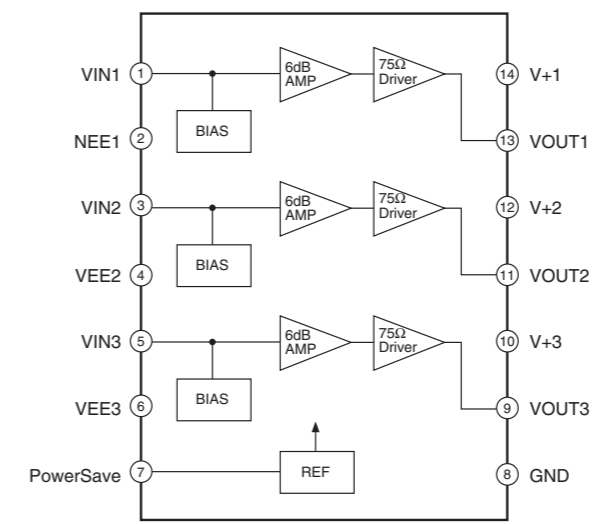 VIN1 1 6dB AMP 75Ω Driver 14 V+1
BIAS
NEE1 2 13 VOUT1
VIN2 3 6dB AMP 75Ω Driver 12 V+2
BIAS
VEE2 4 11 VOUT2
VIN3 5 6dB AMP 75Ω Driver 10 V+3
BIAS
VEE3 6 9 VOUT3
PowerSave 7 REF 8 GND